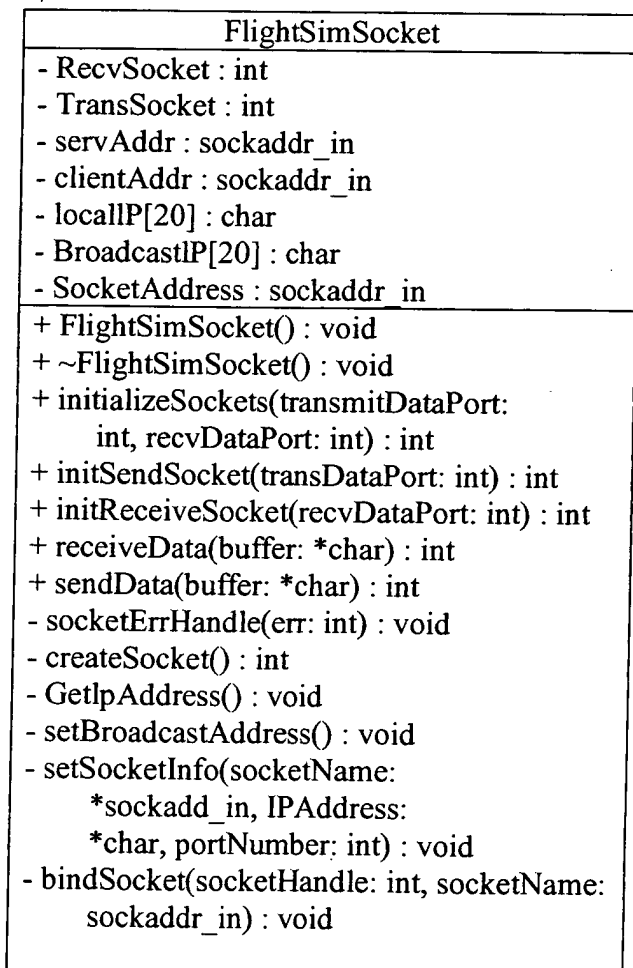 FlightSimSocket
- RecvSocket : int
- TransSocket : int
- servAddr : sockaddr_in
- clientAddr : sockaddr_in
- localIP[20] : char
- BroadcastIP[20] : char
- SocketAddress : sockaddr_in
+ FlightSimSocket() : void
+ ~FlightSimSocket() : void
+ initializeSockets(transmitDataPort:
int, recvDataPort: int) : int
+ initSendSocket(transDataPort: int) : int
+ initReceiveSocket(recvDataPort: int) : int
+ receiveData(buffer: *char) : int
+ sendData(buffer: *char) : int
- socketErrHandle(err: int) : void
- createSocket() : int
- GetIpAddress() : void
- setBroadcastAddress() : void
- setSocketInfo(socketName:
*sockadd_in, IPAddress:
*char, portNumber: int) : void
- bindSocket(socketHandle: int, socketName:
sockaddr_in) : void